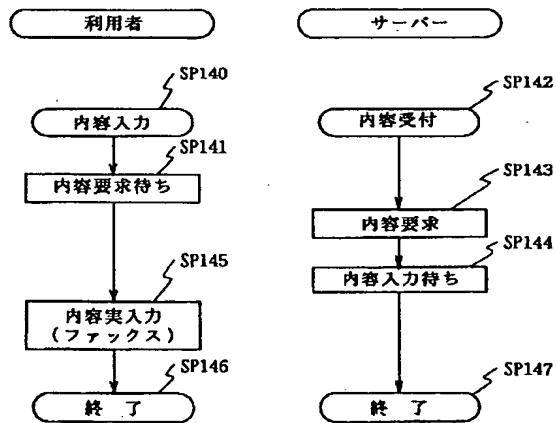 利用者
サーバー
SP140
内容入力
SP141
内容要求待ち
SP145
内容実入力
(ファックス)
SP146
終 了
SP142
内容受付
SP143
内容要求
SP144
内容入力待ち
SP147
終 了